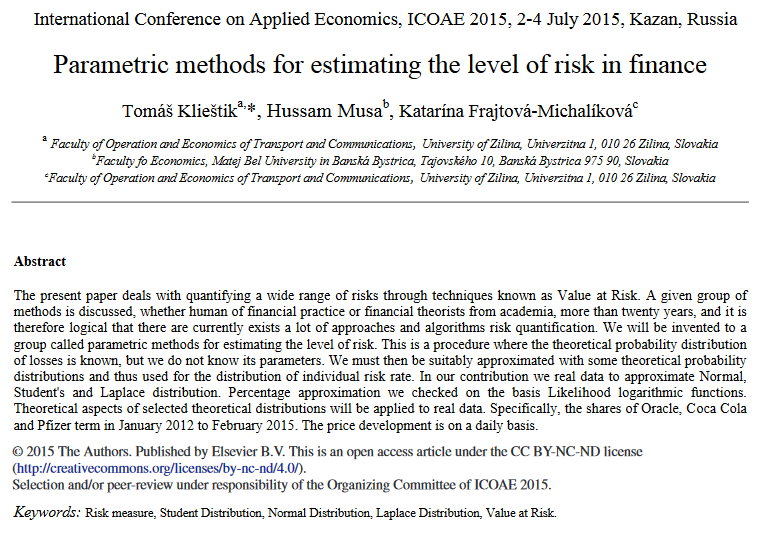 International Conference on Applied Economics, ICOAE 2015, 2-4 July 2015, Kazan, Russia
Parametric methods for estimating the level of risk in finance
Tomáš Klieštik a,*, Hussam Musa b, Katarína Frajtová-Michalíková c
a Faculty of Operation and Economics of Transport and Communications, University of Zilina, Univerzitna 1, 010 26 Zilina, Slovakia
b Faculty fo Economics, Matej Bel University in Banská Bystrica, Tajovského 10, Banská Bystrica 975 90, Slovakia
c Faculty of Operation and Economics of Transport and Communications, University of Zilina, Univerzitna 1, 010 26 Zilina, Slovakia
Abstract
The present paper deals with quantifying a wide range of risks through techniques known as Value at Risk. A given group of
methods is discussed, whether human of financial practice or financial theorists from academia, more than twenty years, and it is
therefore logical that there are currently exists a lot of approaches and algorithms risk quantification. We will be invented to a
group called parametric methods for estimating the level of risk. This is a procedure where the theoretical probability distribution
of losses is known, but we do not know its parameters. We must then be suitably approximated with some theoretical probability
distributions and thus used for the distribution of individual risk rate. In our contribution we real data to approximate Normal,
Student's and Laplace distribution. Percentage approximation we checked on the basis Likelihood logarithmic functions.
Theoretical aspects of selected theoretical distributions will be applied to real data. Specifically, the shares of Oracle, Coca Cola
and Pfizer term in January 2012 to February 2015. The price development is on a daily basis.
© 2015 The Authors. Published by Elsevier B.V. This is an open access article under the CC BY-NC-ND license
(http://creativecommons.org/licenses/by-nc-nd/4.0/).
Selection and/or peer-review under responsibility of the Organizing Committee of ICOAE 2015.
Keywords: Risk measure, Student Distribution, Normal Distribution, Laplace Distribution, Value at Risk.